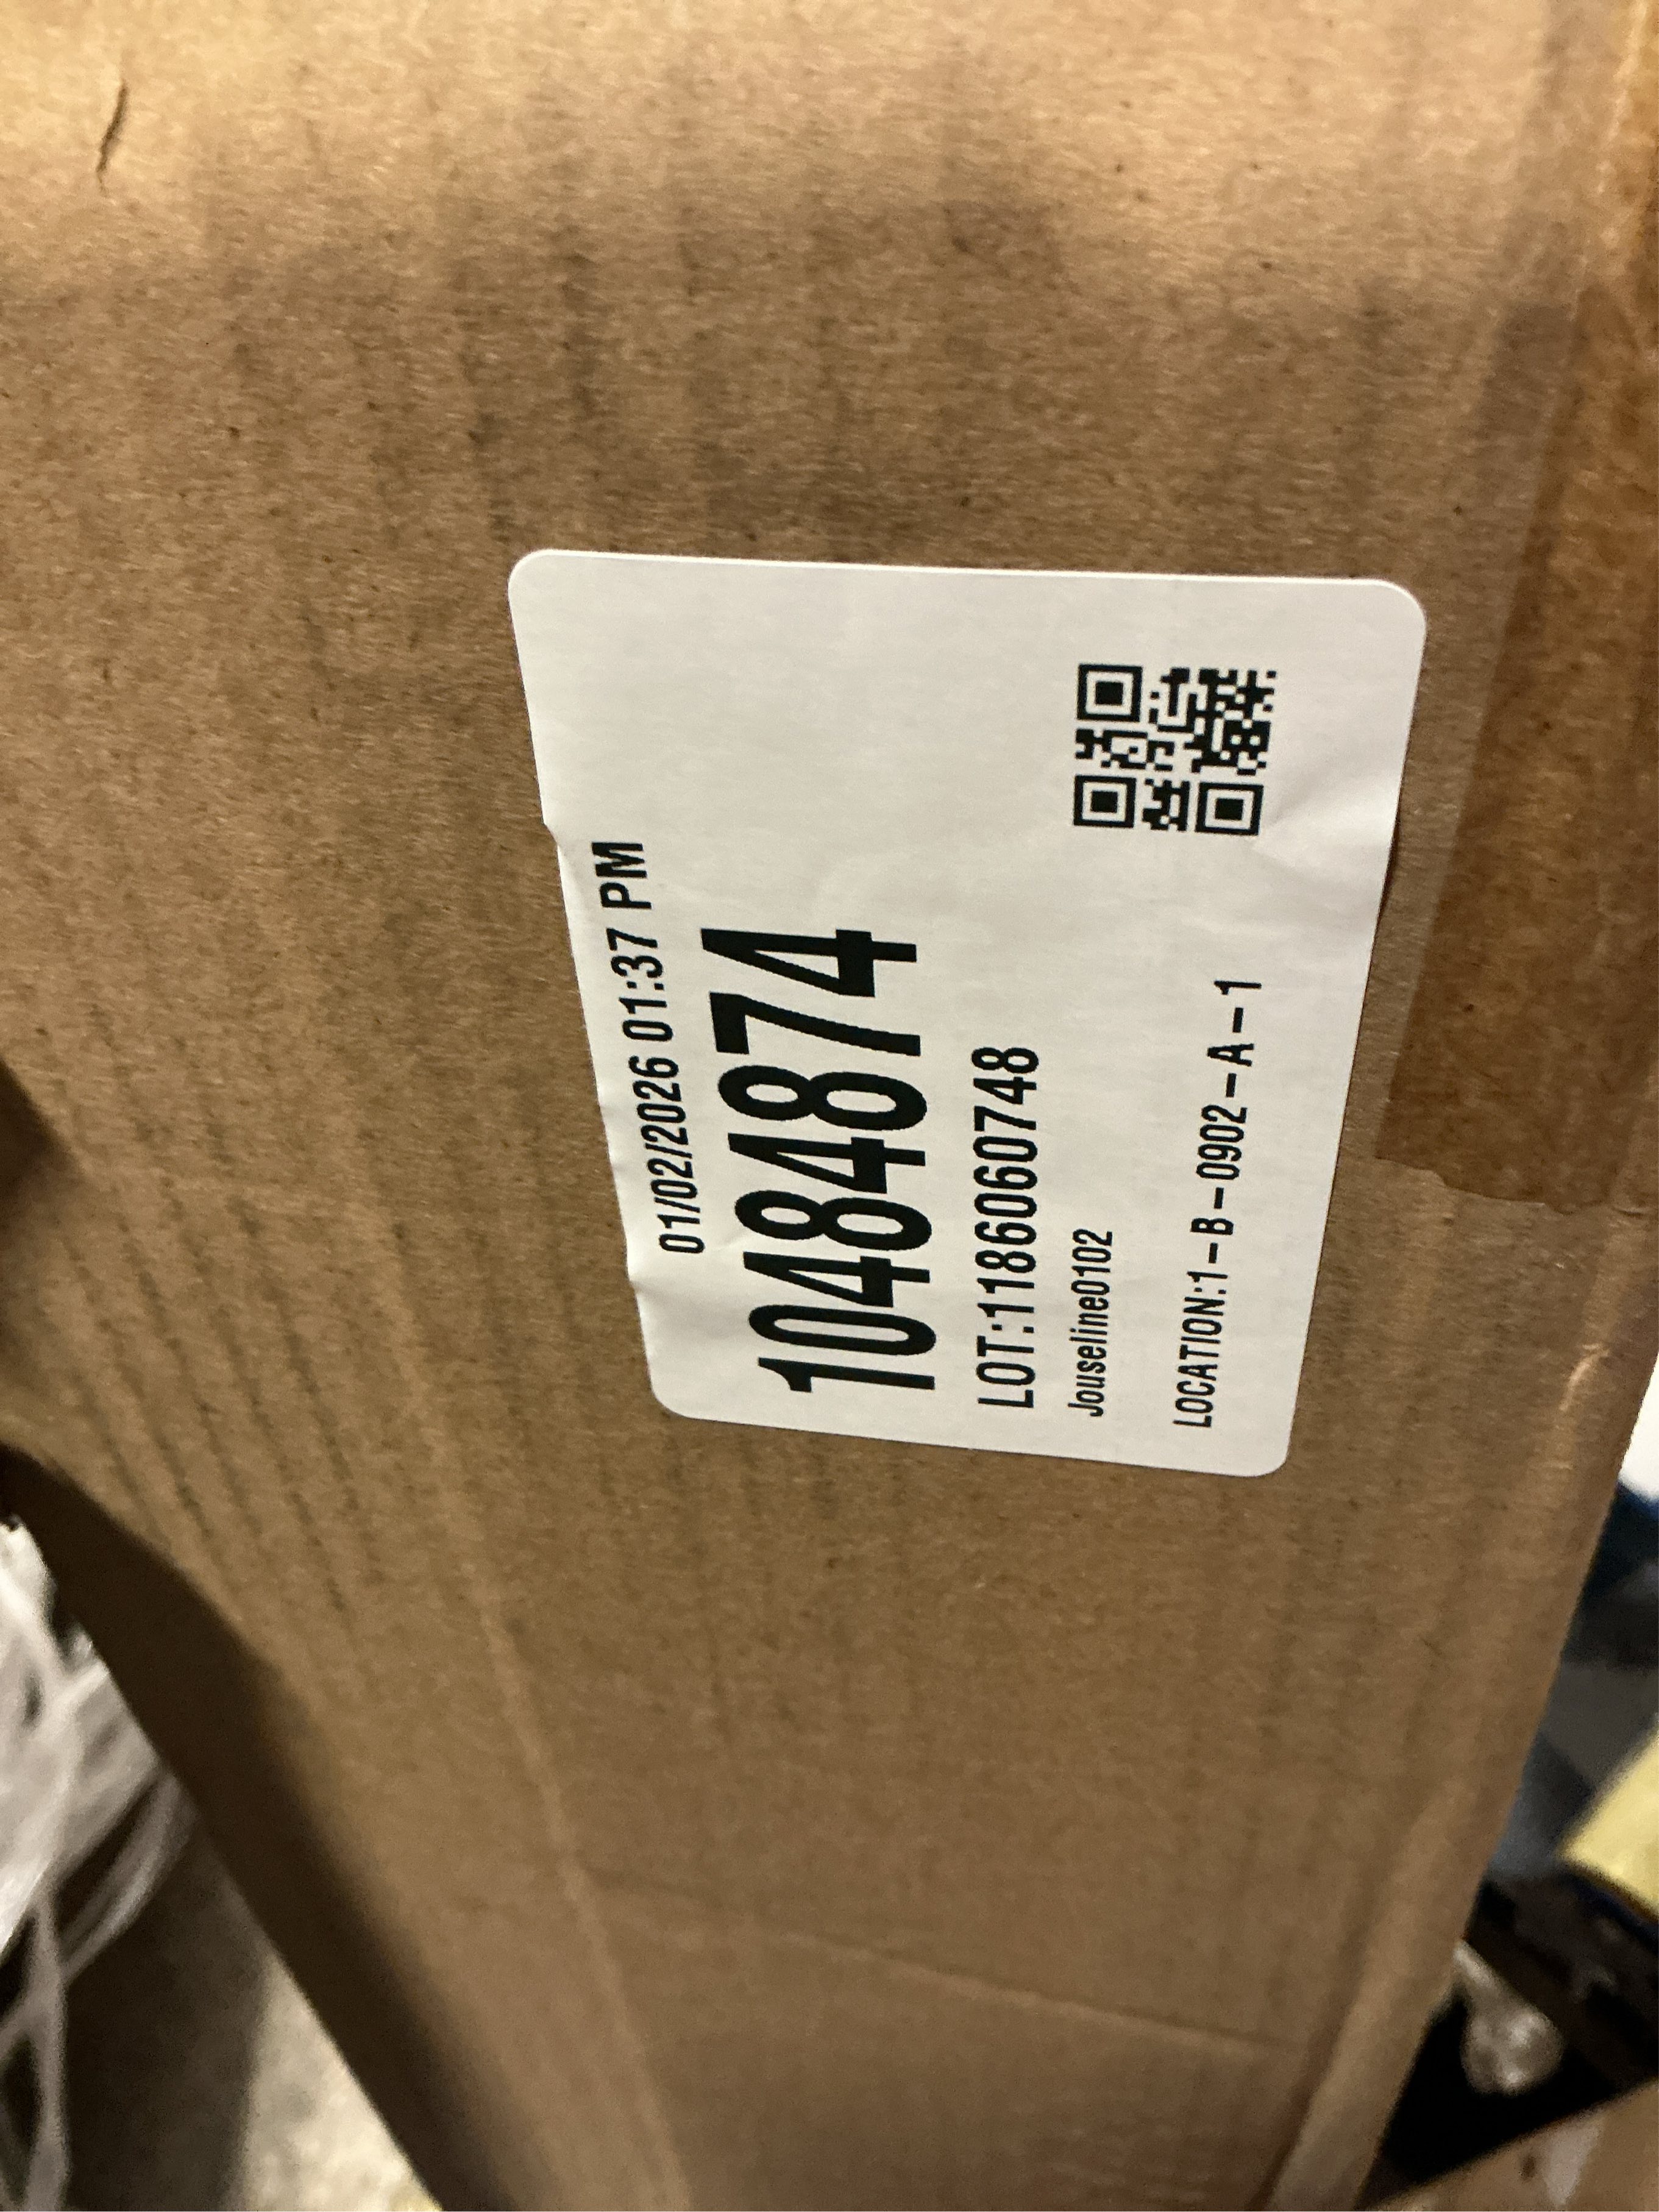 01/02/2026 01:37 PM
10484874
LOT:1186060748
Jouseline0102
LOCATION:1-B-0902-A-1